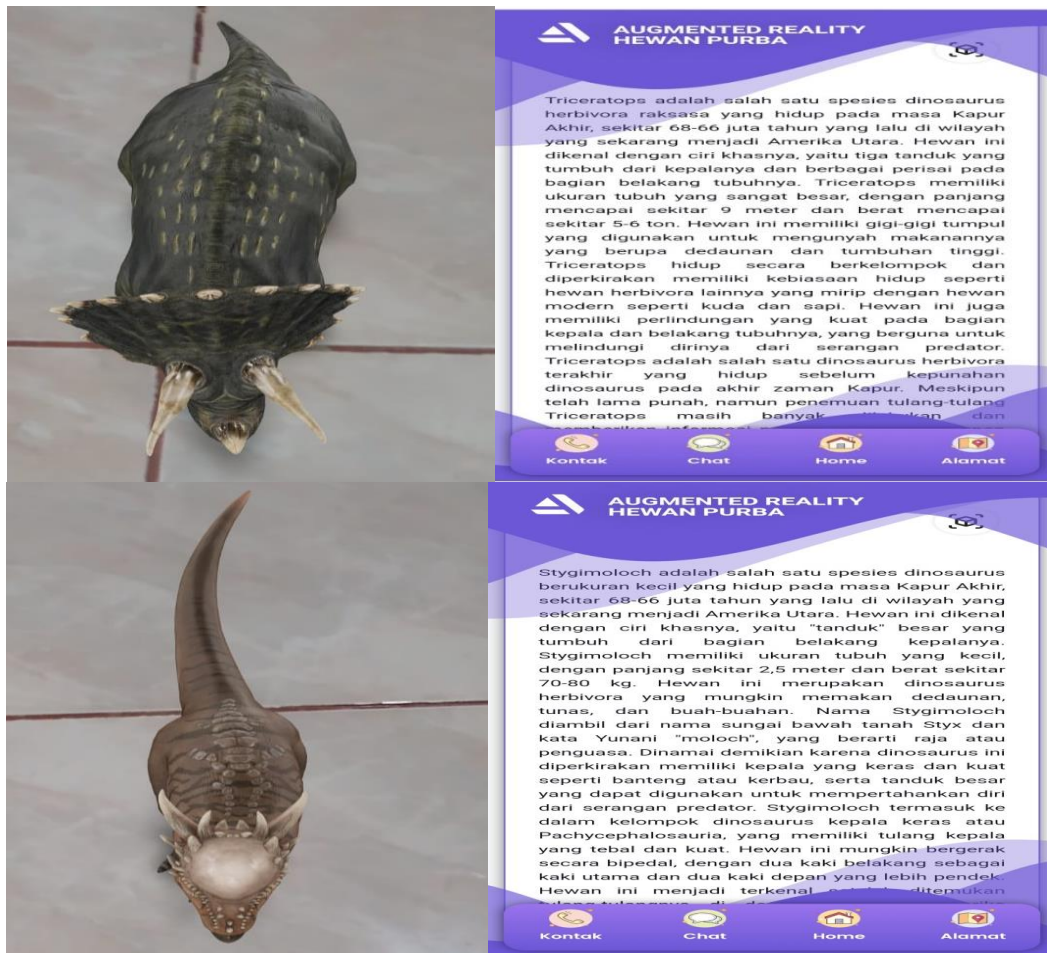 AUGMENTED REALITY
HEWAN PURBA
Triceratops adalah salah satu spesies dinosaurus
herbivora raksasa yang hidup pada masa Kapur
Akhir, sekitar 68-66 juta tahun yang lalu di wilayah
yang sekarang menjadi Amerika Utara. Hewan ini
dikenal dengan ciri khasnya, yaitu tiga tanduk yang
tumbuh dari kepalanya dan berbagai perisai pada
bagian belakang tubuhnya. Triceratops memiliki
ukuran tubuh yang sangat besar, dengan panjang
mencapai sekitar 9 meter dan berat mencapai
sekitar 5-6 ton. Hewan ini memiliki gigi-gigi tumpul
yang digunakan untuk mengunyah makanannya
yang berupa dedaunan dan tumbuhan tinggi.
Triceratops hidup secara berkelompok dan
diperkirakan memiliki kebiasaan hidup seperti
hewan herbivora lainnya yang mirip dengan hewan
modern seperti kuda dan sapi. Hewan ini juga
memiliki perlindungan yang kuat pada bagian
kepala dan belakang tubuhnya, yang berguna untuk
melindungi dirinya dari serangan predator.
Triceratops adalah salah satu dinosaurus herbivora
terakhir yang hidup sebelum kepunahan
dinosaurus pada akhir zaman Kapur. Meskipun
telah lama punah, namun penemuan tulang-tulang
Triceratops masih banyak dan
Kontak Chat Home Alamat
AUGMENTED REALITY
HEWAN PURBA
Stygimoloch adalah salah satu spesies dinosaurus
berukuran kecil yang hidup pada masa Kapur Akhir,
sekitar 68-66 juta tahun yang lalu di wilayah yang
sekarang menjadi Amerika Utara. Hewan ini dikenal
dengan ciri khasnya, yaitu "tanduk" besar yang
tumbuh dari bagian belakang kepalanya.
Stygimoloch memiliki ukuran tubuh yang kecil,
dengan panjang sekitar 2,5 meter dan berat sekitar
70-80 kg. Hewan ini merupakan dinosaurus
herbivora yang mungkin memakan dedaunan,
tunas, dan buah-buahan. Nama Stygimoloch
diambil dari nama sungai bawah tanah Styx dan
kata Yunani "moloch", yang berarti raja atau
penguasa. Dinamai demikian karena dinosaurus ini
diperkirakan memiliki kepala yang keras dan kuat
seperti banteng atau kerbau, serta tanduk besar
yang dapat digunakan untuk mempertahankan diri
dari serangan predator. Stygimoloch termasuk ke
dalam kelompok dinosaurus kepala keras atau
Pachycephalosauria, yang memiliki tulang kepala
yang tebal dan kuat. Hewan ini mungkin bergerak
secara bipedal, dengan dua kaki belakang sebagai
kaki utama dan dua kaki depan yang lebih pendek.
Hewan ini menjadi terkenal ditemukan
Kontak Chat Home Alamat